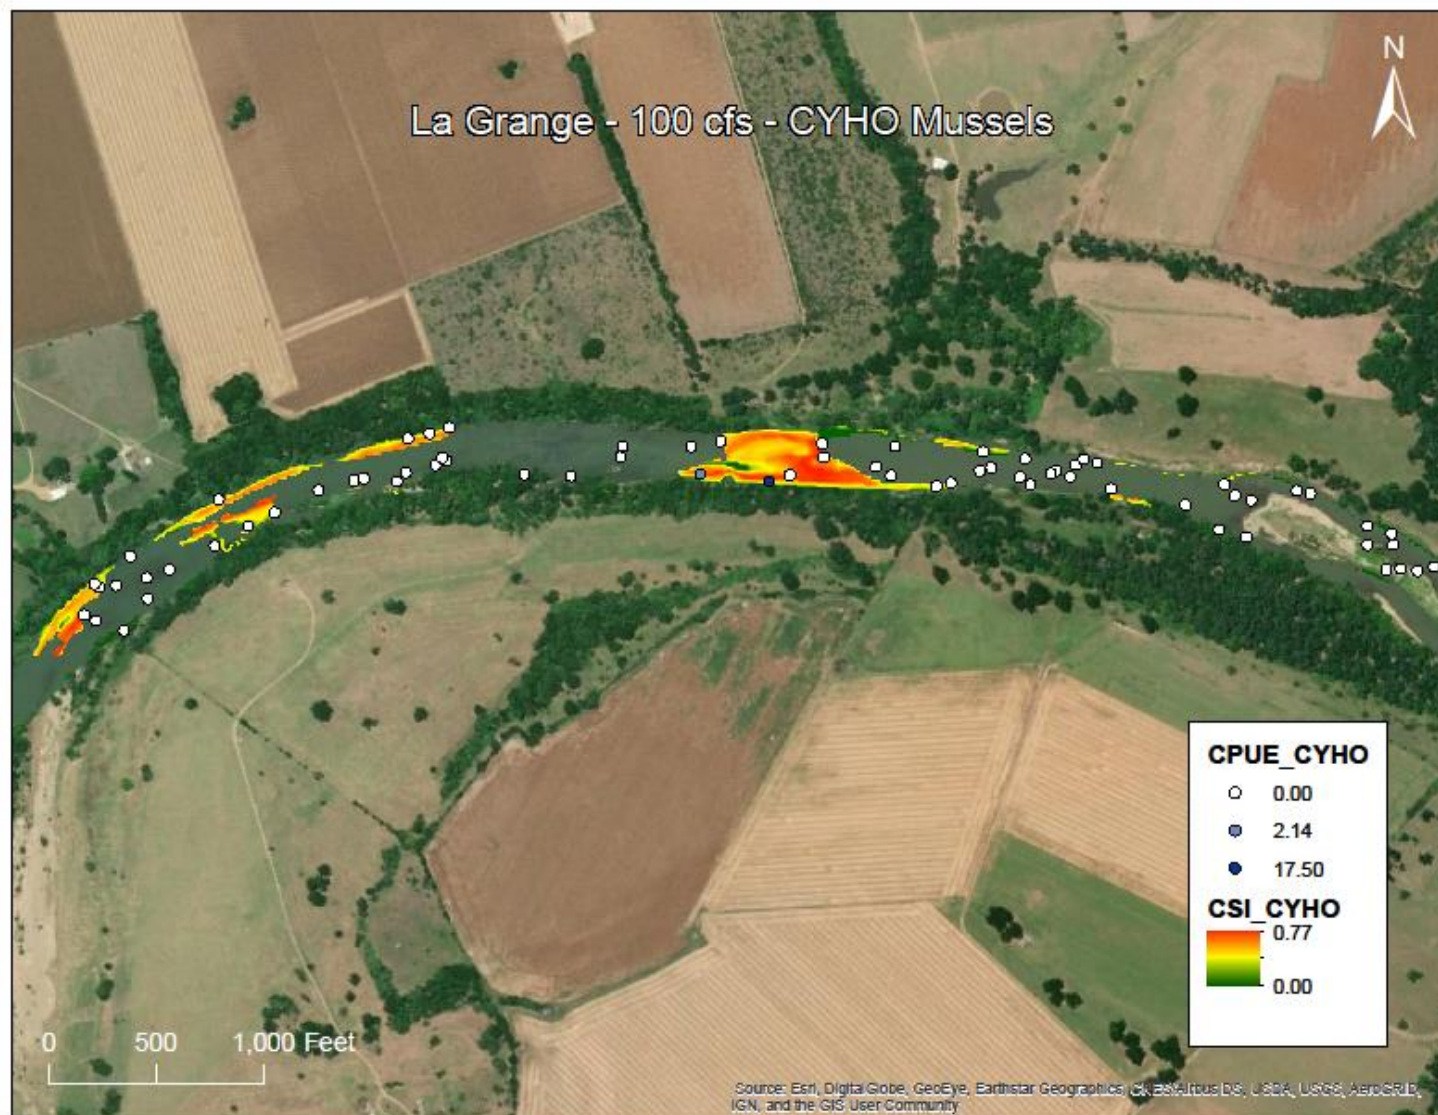 N
La Grange - 100 cfs - CYHO Mussels
CPUE_CYHO
0.00
2.14
17.50
CSI_CYHO
0.77
0.00
0 500 1,000 Feet
Source: Esri, DigitalGlobe, GeoEye, Earthstar Geographics, CNES/Airbus DS, USDA, USGS, AeroGRID,
IGN, and the GIS User Community